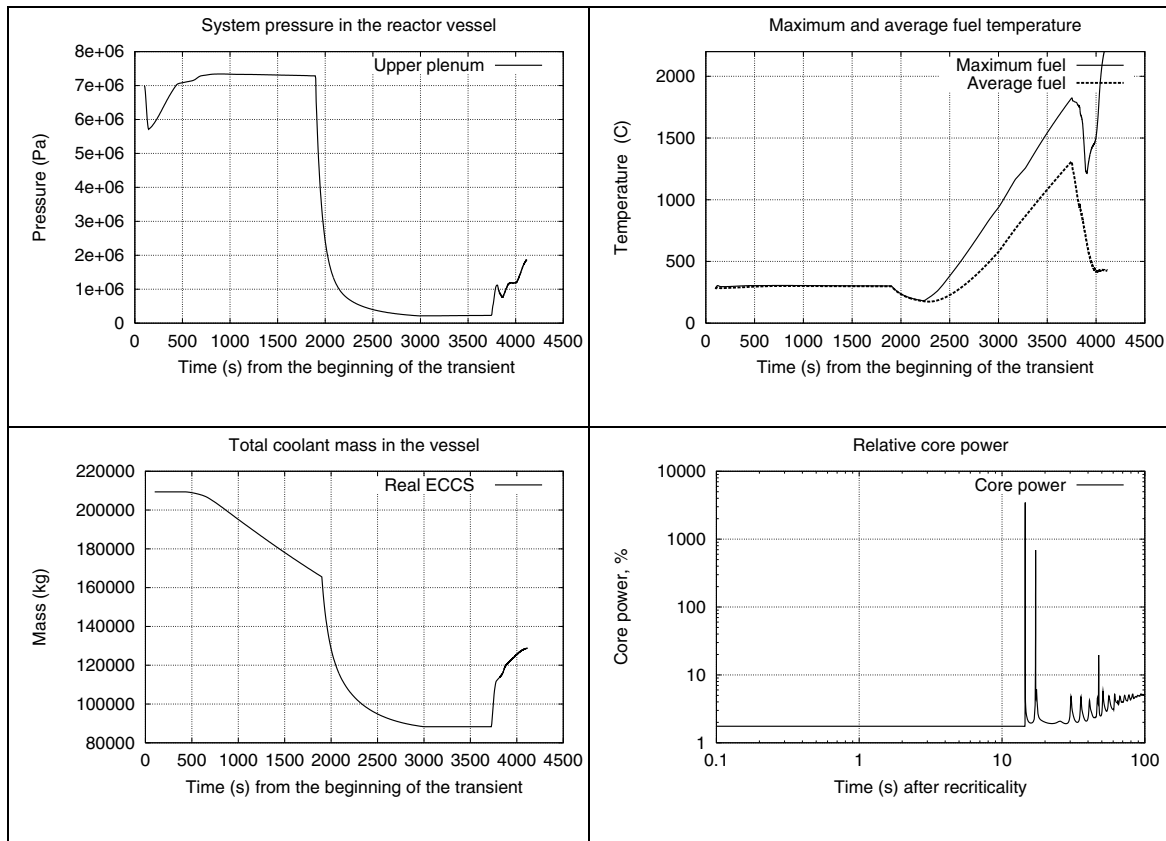 System pressure in the reactor vessel
8e+06
7e+06
6e+06
5e+06
4e+06
3e+06
2e+06
1e+06
0
Pressure (Pa)
Upper plenum
0 500 1000 1500 2000 2500 3000 3500 4000 4500
Time (s) from the beginning of the transient
Maximum and average fuel temperature
2000
1500
1000
500
0
Temperature (C)
Maximum fuel
Average fuel
0 500 1000 1500 2000 2500 3000 3500 4000 4500
Time (s) from the beginning of the transient
Total coolant mass in the vessel
220000
200000
180000
160000
140000
120000
100000
80000
Mass (kg)
Real ECCS
0 500 1000 1500 2000 2500 3000 3500 4000 4500
Time (s) from the beginning of the transient
Relative core power
10000
1000
100
10
1
Core power, %
Core power
0.1 1 10 100
Time (s) after recriticality